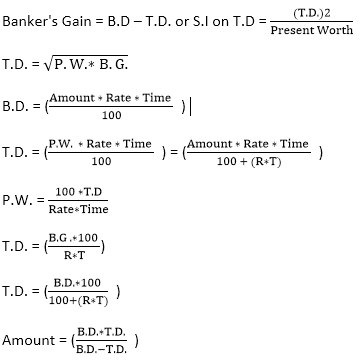 Banker's Gain = B.D – T.D. or S.I on T.D = (T.D.)2 / Present Worth
T.D. = √P. W.* B. G.
B.D. = (Amount * Rate * Time / 100 )
T.D. = (P.W. * Rate * Time / 100 ) = (Amount * Rate * Time / 100 + (R*T) )
P.W. = 100 *T.D / Rate*Time
T.D. = (B.G .*100 / R*T)
T.D. = (B.D.*100 / 100+(R*T) )
Amount = (B.D.*T.D. / B.D.−T.D. )